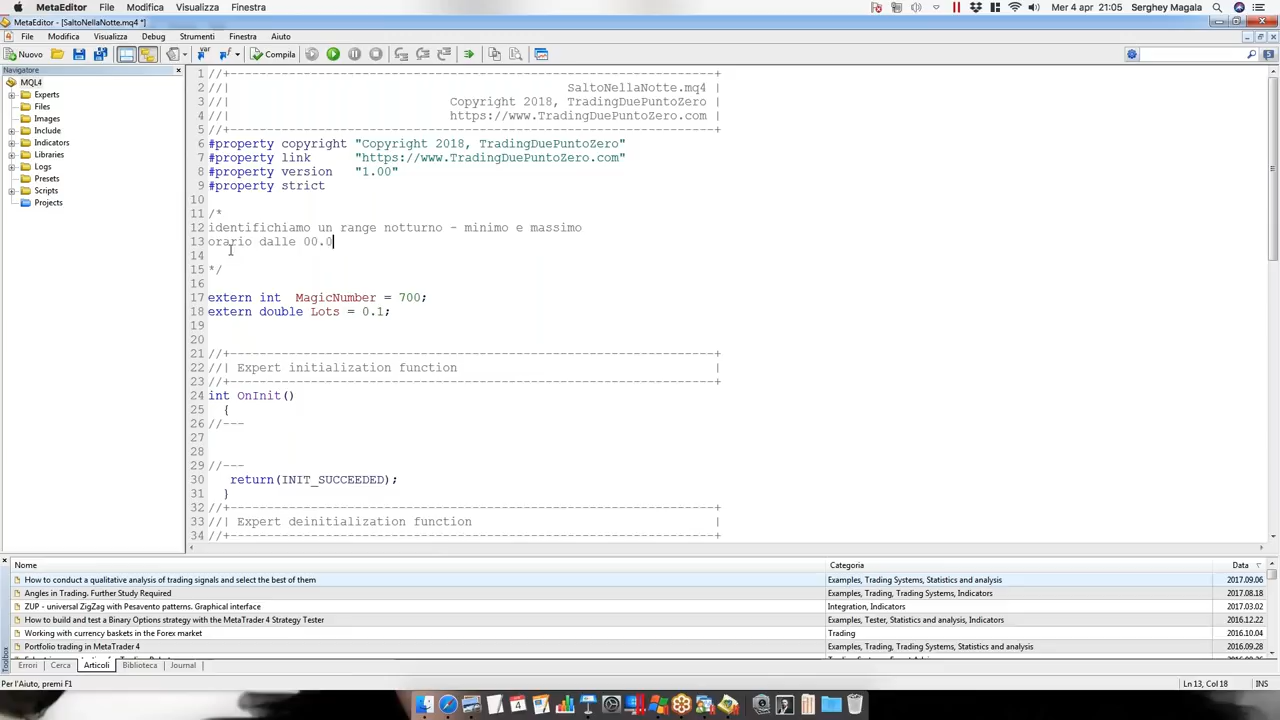 MetaEditor File Modifica Visualizza Finestra
Mer 4 apr 21:05 Serghey Magala
MetaEditor - [SaltoNellaNotte.mq4 *]
File Modifica Visualizza Debug Strumenti Finestra Aiuto
Nuovo
Compila
Navigatore
MQL4
Experts
Files
Images
Include
Indicators
Libraries
Logs
Presets
Scripts
Projects
1 //+------------------------------------------------------------------+
2 //| SaltoNellaNotte.mq4 |
3 //| Copyright 2018, TradingDuePuntoZero |
4 //| https://www.TradingDuePuntoZero.com |
5 //+------------------------------------------------------------------+
6 #property copyright "Copyright 2018, TradingDuePuntoZero"
7 #property link "https://www.TradingDuePuntoZero.com"
8 #property version "1.00"
9 #property strict
10
11 /*
12 identifichiamo un range notturno - minimo e massimo
13 orario dalle 00.0
14
15 */
16
17 extern int MagicNumber = 700;
18 extern double Lots = 0.1;
19
20
21 //+------------------------------------------------------------------+
22 //| Expert initialization function |
23 //+------------------------------------------------------------------+
24 int OnInit()
25 {
26 //---
27
28
29 //---
30 return(INIT_SUCCEEDED);
31 }
32 //+------------------------------------------------------------------+
33 //| Expert deinitialization function |
34 //+------------------------------------------------------------------+
Nome Categoria Data
How to conduct a qualitative analysis of trading signals and select the best of them Examples, Trading Systems, Statistics and analysis 2017.09.06
Angles in Trading. Further Study Required Examples, Trading, Trading Systems, Indicators 2017.08.18
ZUP - universal ZigZag with Pesavento patterns. Graphical interface Integration, Indicators 2017.03.02
How to build and test a Binary Options strategy with the MetaTrader 4 Strategy Tester Examples, Tester, Statistics and analysis, Indicators 2016.12.22
Working with currency baskets in the Forex market Trading 2016.10.04
Portfolio trading in MetaTrader 4 Examples, Trading, Trading Systems, Statistics and analysis 2016.09.28
Toolbox
Errori Cerca Articoli Biblioteca Journal
Per l'Aiuto, premi F1
Ln 13, Col 18 INS